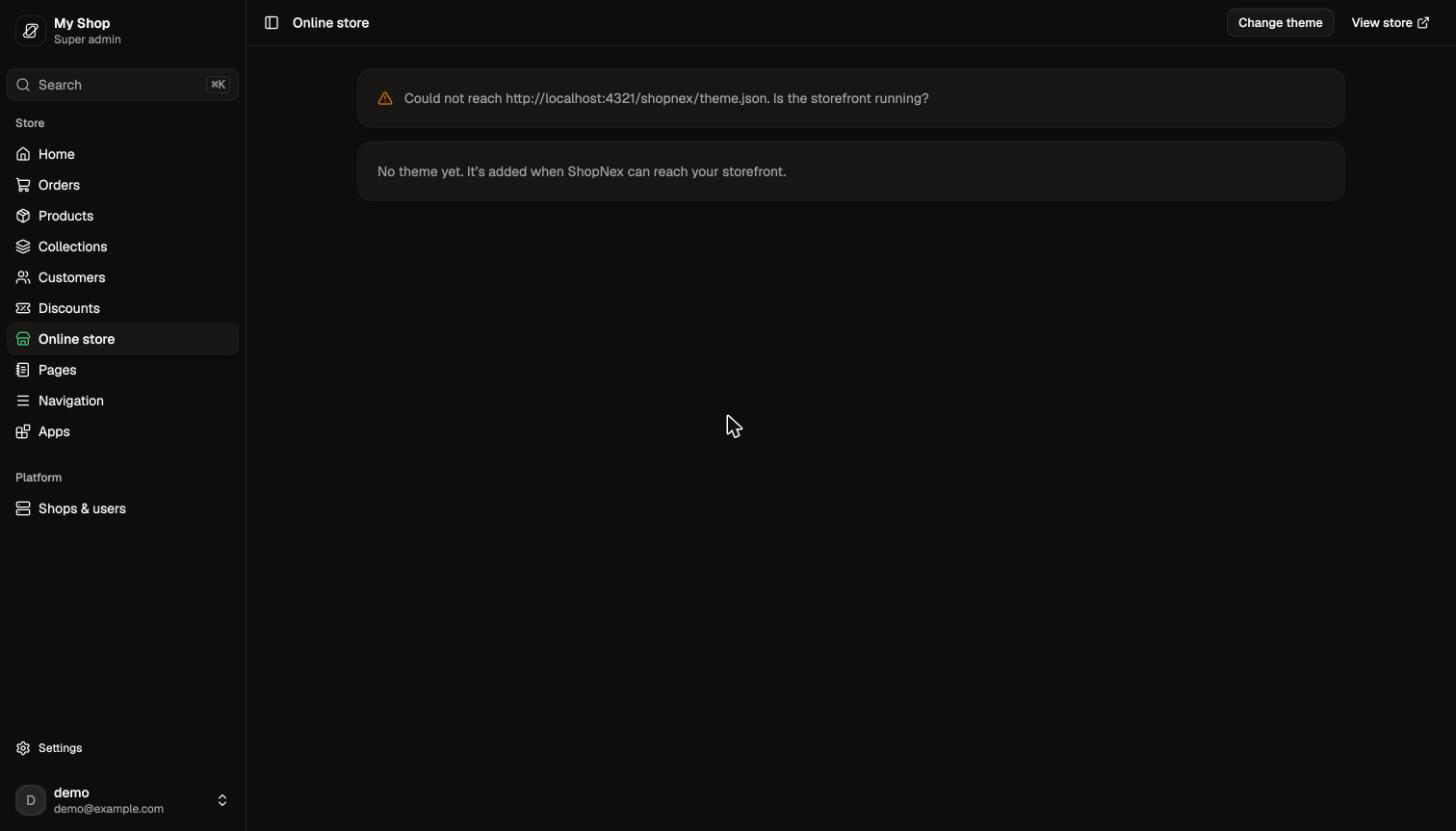 My Shop
Super admin
Search
⌘K
Store
Home
Orders
Products
Collections
Customers
Discounts
Online store
Pages
Navigation
Apps
Platform
Shops & users
Settings
D
demo
demo@example.com
Online store
Change theme
View store
Could not reach http://localhost:4321/shopnex/theme.json. Is the storefront running?
No theme yet. It's added when ShopNex can reach your storefront.